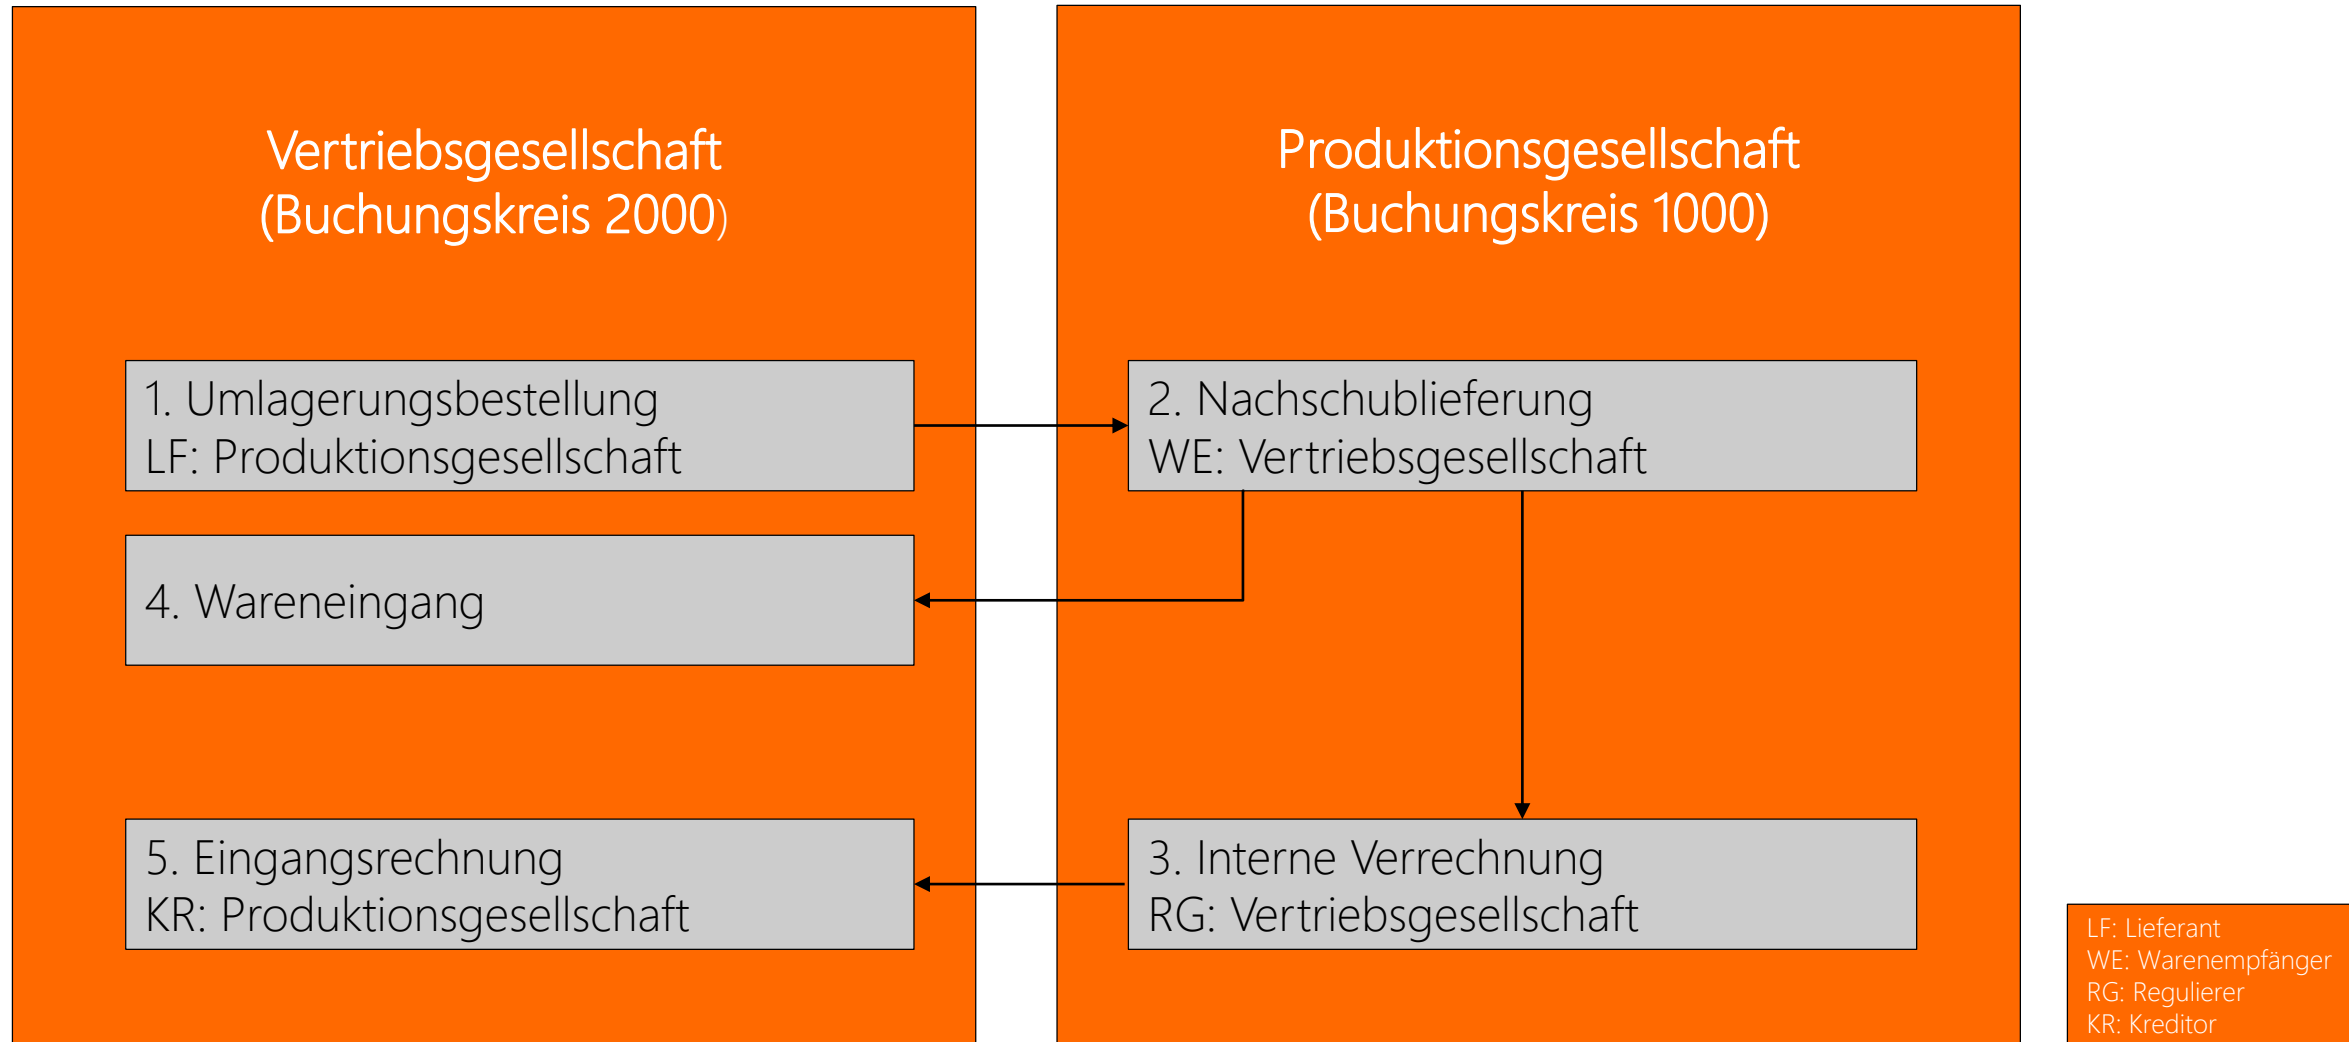 Vertriebsgesellschaft
(Buchungskreis 2000)
Produktionsgesellschaft
(Buchungskreis 1000)
1. Umlagerungsbestellung
LF: Produktionsgesellschaft
2. Nachschublieferung
WE: Vertriebsgesellschaft
4. Wareneingang
5. Eingangsrechnung
KR: Produktionsgesellschaft
3. Interne Verrechnung
RG: Vertriebsgesellschaft
LF: Lieferant
WE: Warenempfänger
RG: Regulierer
KR: Kreditor